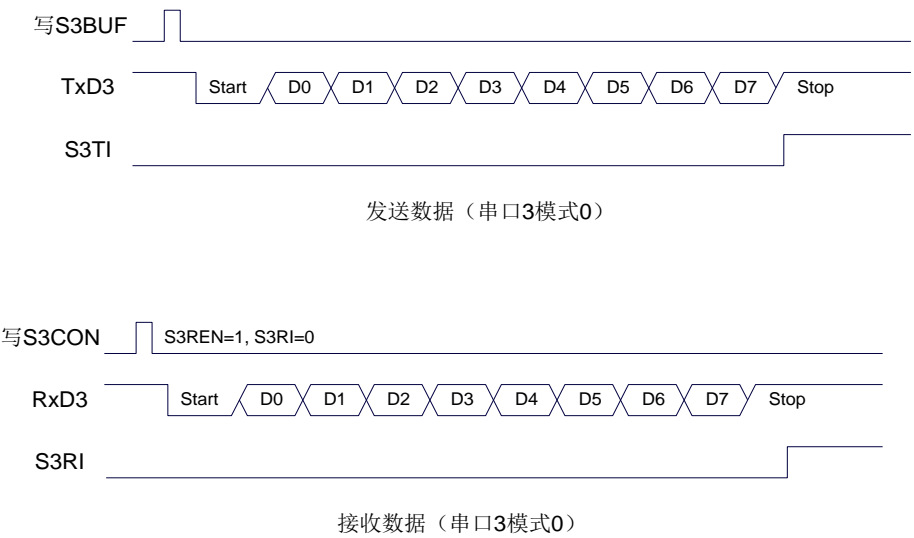 写S3BUF
TxD3 Start D0 D1 D2 D3 D4 D5 D6 D7 Stop
S3TI
发送数据（串口3模式0）
写S3CON S3REN=1, S3RI=0
RxD3 Start D0 D1 D2 D3 D4 D5 D6 D7 Stop
S3RI
接收数据（串口3模式0）